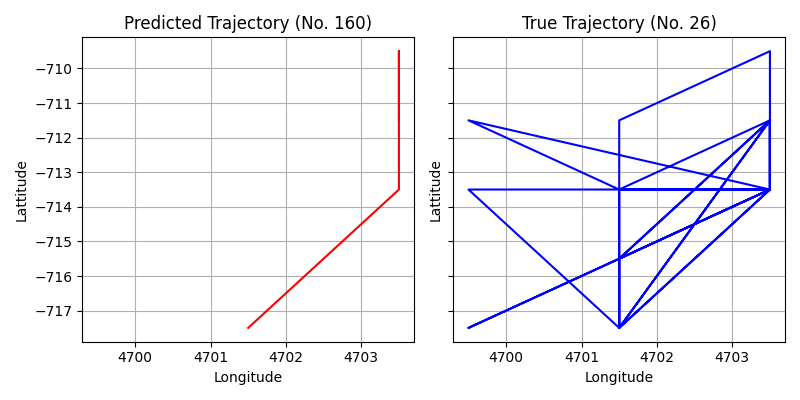 Predicted Trajectory (No. 160)
True Trajectory (No. 26)
−710
−711
−712
−713
−714
−715
−716
−717
Lattitude
Lattitude
4700
4701
4702
4703
4700
4701
4702
4703
Longitude
Longitude